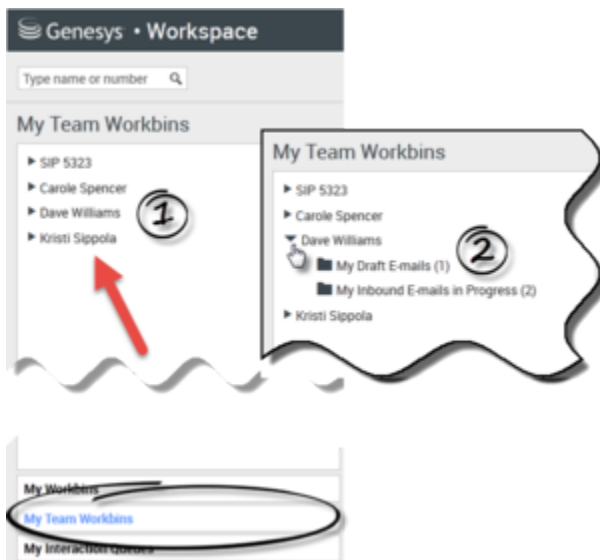 Genesys • Workspace
Type name or number
My Team Workbins
SIP 5323
Carole Spencer
Dave Williams
Kristi Sippola
1
My Team Workbins
SIP 5323
Carole Spencer
Dave Williams
My Draft E-mails (1)
My Inbound E-mails in Progress (2)
Kristi Sippola
2
My Workbins
My Team Workbins
My Interaction Queues